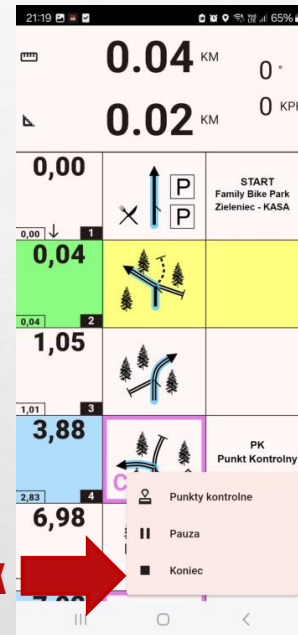 21:19
65%
0.04 KM
0 °
0.02 KM
0 KPH
0,00
P
P
START
Family Bike Park
Zieleniec - KASA
0,00
1
0,04
0,04
2
1,05
1,01
3
3,88
C
PK
Punkt Kontrolny
2,83
4
Punkty kontrolne
6,98
Pauza
Koniec